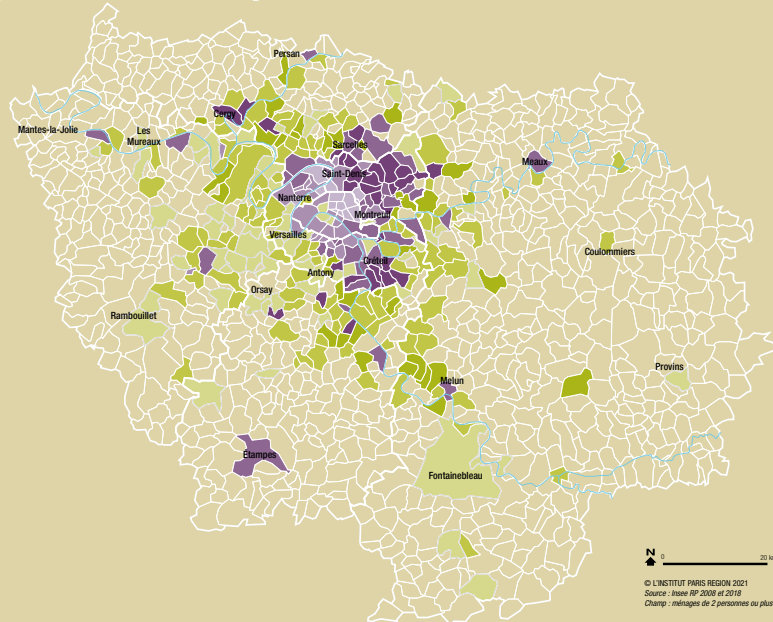 Persan
Cergy
Mantes-la-Jolie
Les
Mureaux
Sarcelles
Saint-Denis
Meaux
Nanterre
Montreuil
Versailles
Coulommiers
Créteil
Antony
Orsay
Rambouillet
Provins
Melun
Étampes
Fontainebleau
N
0 20 km
© L'INSTITUT PARIS REGION 2021
Source : Insee RP 2008 et 2018
Champ : ménages de 2 personnes ou plus